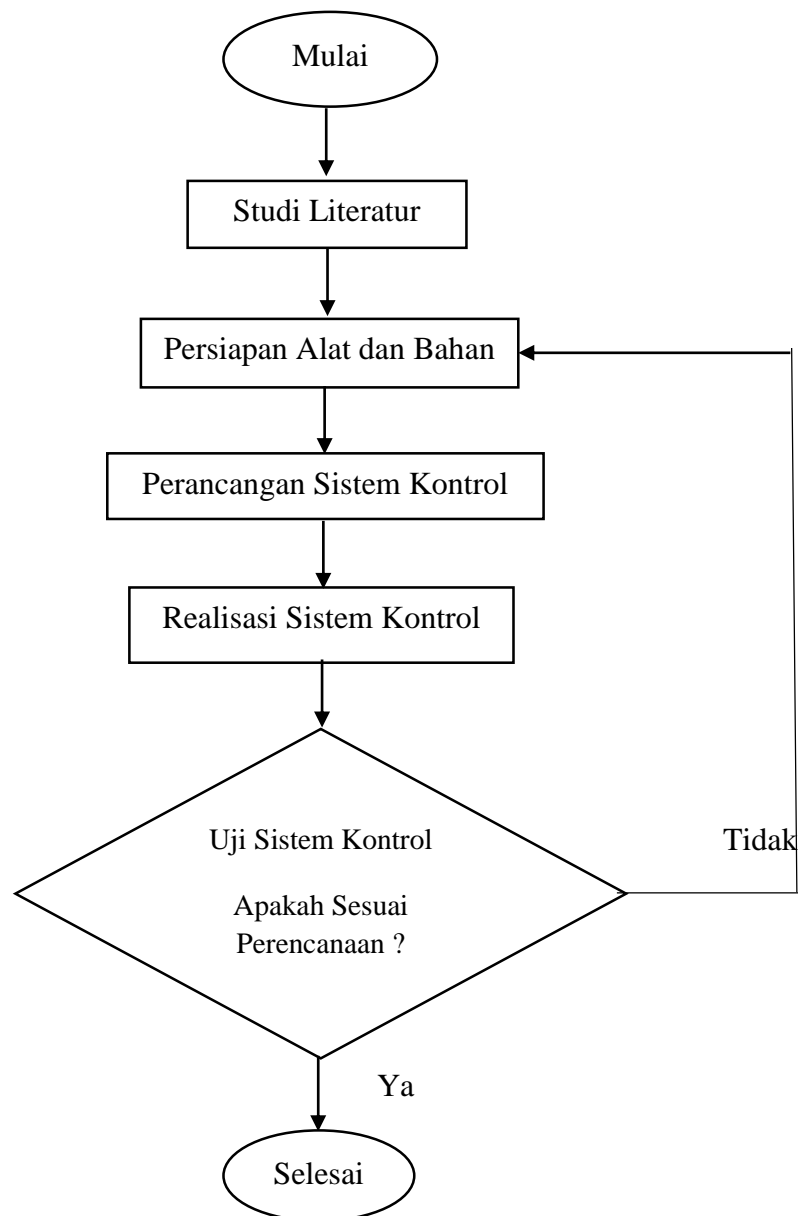 Mulai
Studi Literatur
Persiapan Alat dan Bahan
Perancangan Sistem Kontrol
Realisasi Sistem Kontrol
Uji Sistem Kontrol
Apakah Sesuai
Perencanaan ?
Tidak
Ya
Selesai